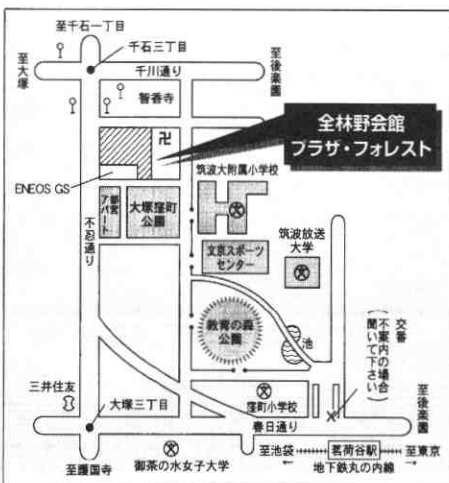 至千石一丁目
千石三丁目
至大塚
千川通り
至後楽園
智香寺
卍
全林野会館
プラザ・フォレスト
ENEOS GS
都営アパート
大塚窪町
公園
筑波大附属小学校
文
不忍通り
文京スポーツ
センター
筑波放送
大学
文
教育の森
公園
池
交番
(不案内の場合
聞いて下さい)
三井住友
文
窪町小学校
至後楽園
大塚三丁目
春日通り
至護国寺
文
御茶の水女子大学
至池袋
茗荷谷駅
至東京
地下鉄丸の内線